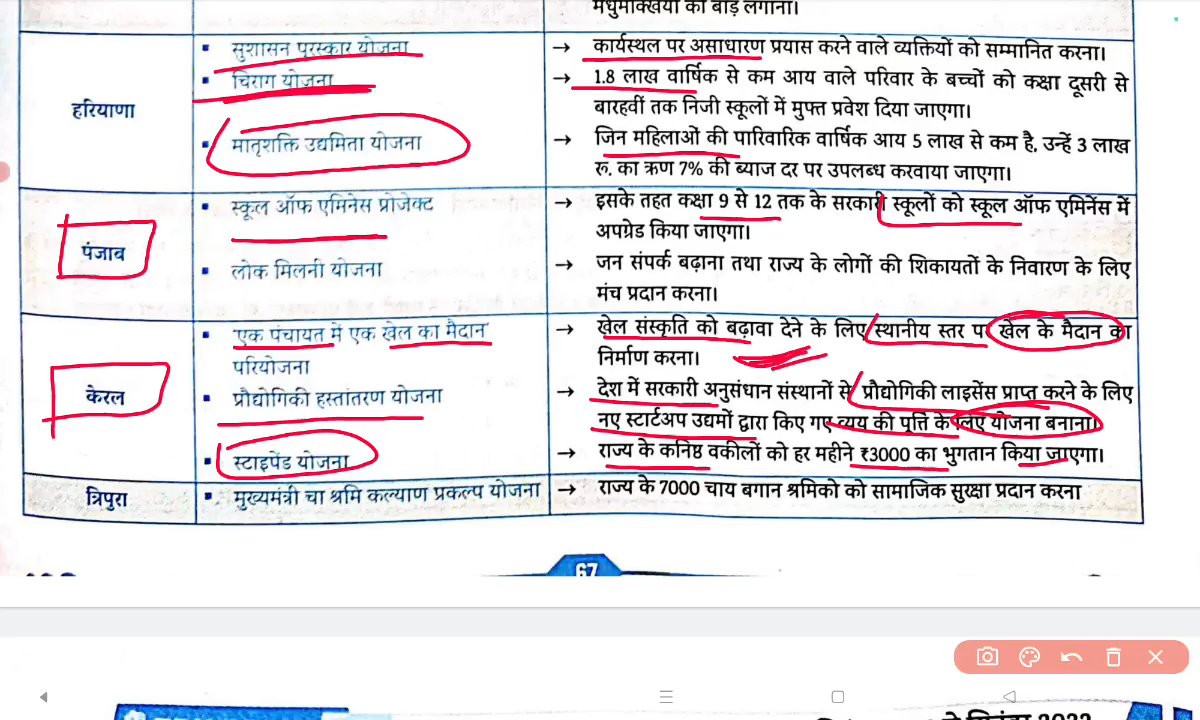 मधुमक्खियों की बाड़ लगाना।
हरियाणा
सुशासन पुरस्कार योजना
→ कार्यस्थल पर असाधारण प्रयास करने वाले व्यक्तियों को सम्मानित करना।
चिराग योजना
→ 1.8 लाख वार्षिक से कम आय वाले परिवार के बच्चों को कक्षा दूसरी से
बारहवीं तक निजी स्कूलों में मुफ्त प्रवेश दिया जाएगा।
मातृशक्ति उद्यमिता योजना
→ जिन महिलाओं की पारिवारिक वार्षिक आय 5 लाख से कम है, उन्हें 3 लाख
रु. का ऋण 7% की ब्याज दर पर उपलब्ध करवाया जाएगा।
पंजाब
स्कूल ऑफ एमिनेंस प्रोजेक्ट
→ इसके तहत कक्षा 9 से 12 तक के सरकारी स्कूलों को स्कूल ऑफ एमिनेंस में
अपग्रेड किया जाएगा।
लोक मिलनी योजना
→ जन संपर्क बढ़ाना तथा राज्य के लोगों की शिकायतों के निवारण के लिए
मंच प्रदान करना।
केरल
'एक पंचायत में एक खेल का मैदान'
परियोजना
→ खेल संस्कृति को बढ़ावा देने के लिए स्थानीय स्तर पर खेल के मैदान का
निर्माण करना।
प्रौद्योगिकी हस्तांतरण योजना
→ देश में सरकारी अनुसंधान संस्थानों से प्रौद्योगिकी लाइसेंस प्राप्त करने के लिए
नए स्टार्टअप उद्यमों द्वारा किए गए व्यय की पूर्ति के लिए योजना बनाना।
स्टाइपेंड योजना
→ राज्य के कनिष्ठ वकीलों को हर महीने ₹3000 का भुगतान किया जाएगा।
त्रिपुरा
मुख्यमंत्री चा श्रमि कल्याण प्रकल्प योजना
→ राज्य के 7000 चाय बगान श्रमिको को सामाजिक सुरक्षा प्रदान करना
67